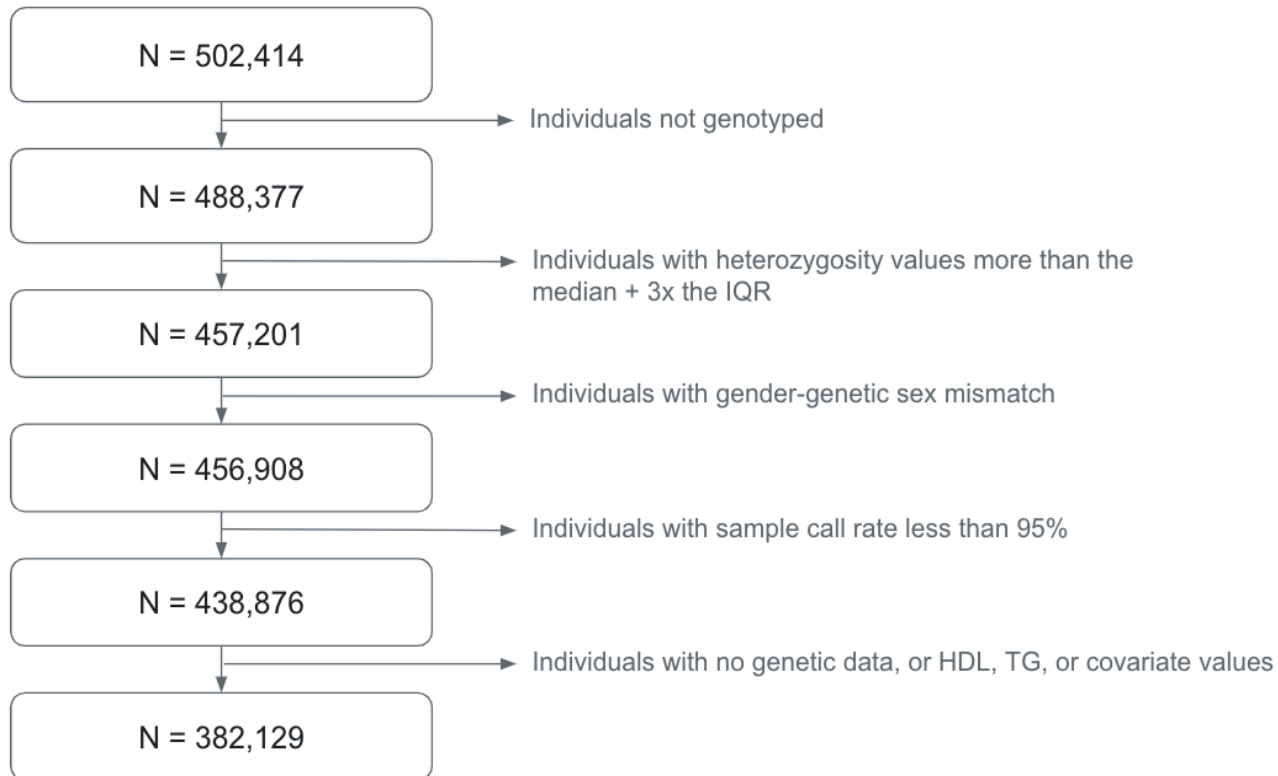 N = 502,414
Individuals not genotyped
N = 488,377
Individuals with heterozygosity values more than the
median + 3x the IQR
N = 457,201
Individuals with gender-genetic sex mismatch
N = 456,908
Individuals with sample call rate less than 95%
N = 438,876
Individuals with no genetic data, or HDL, TG, or covariate values
N = 382,129